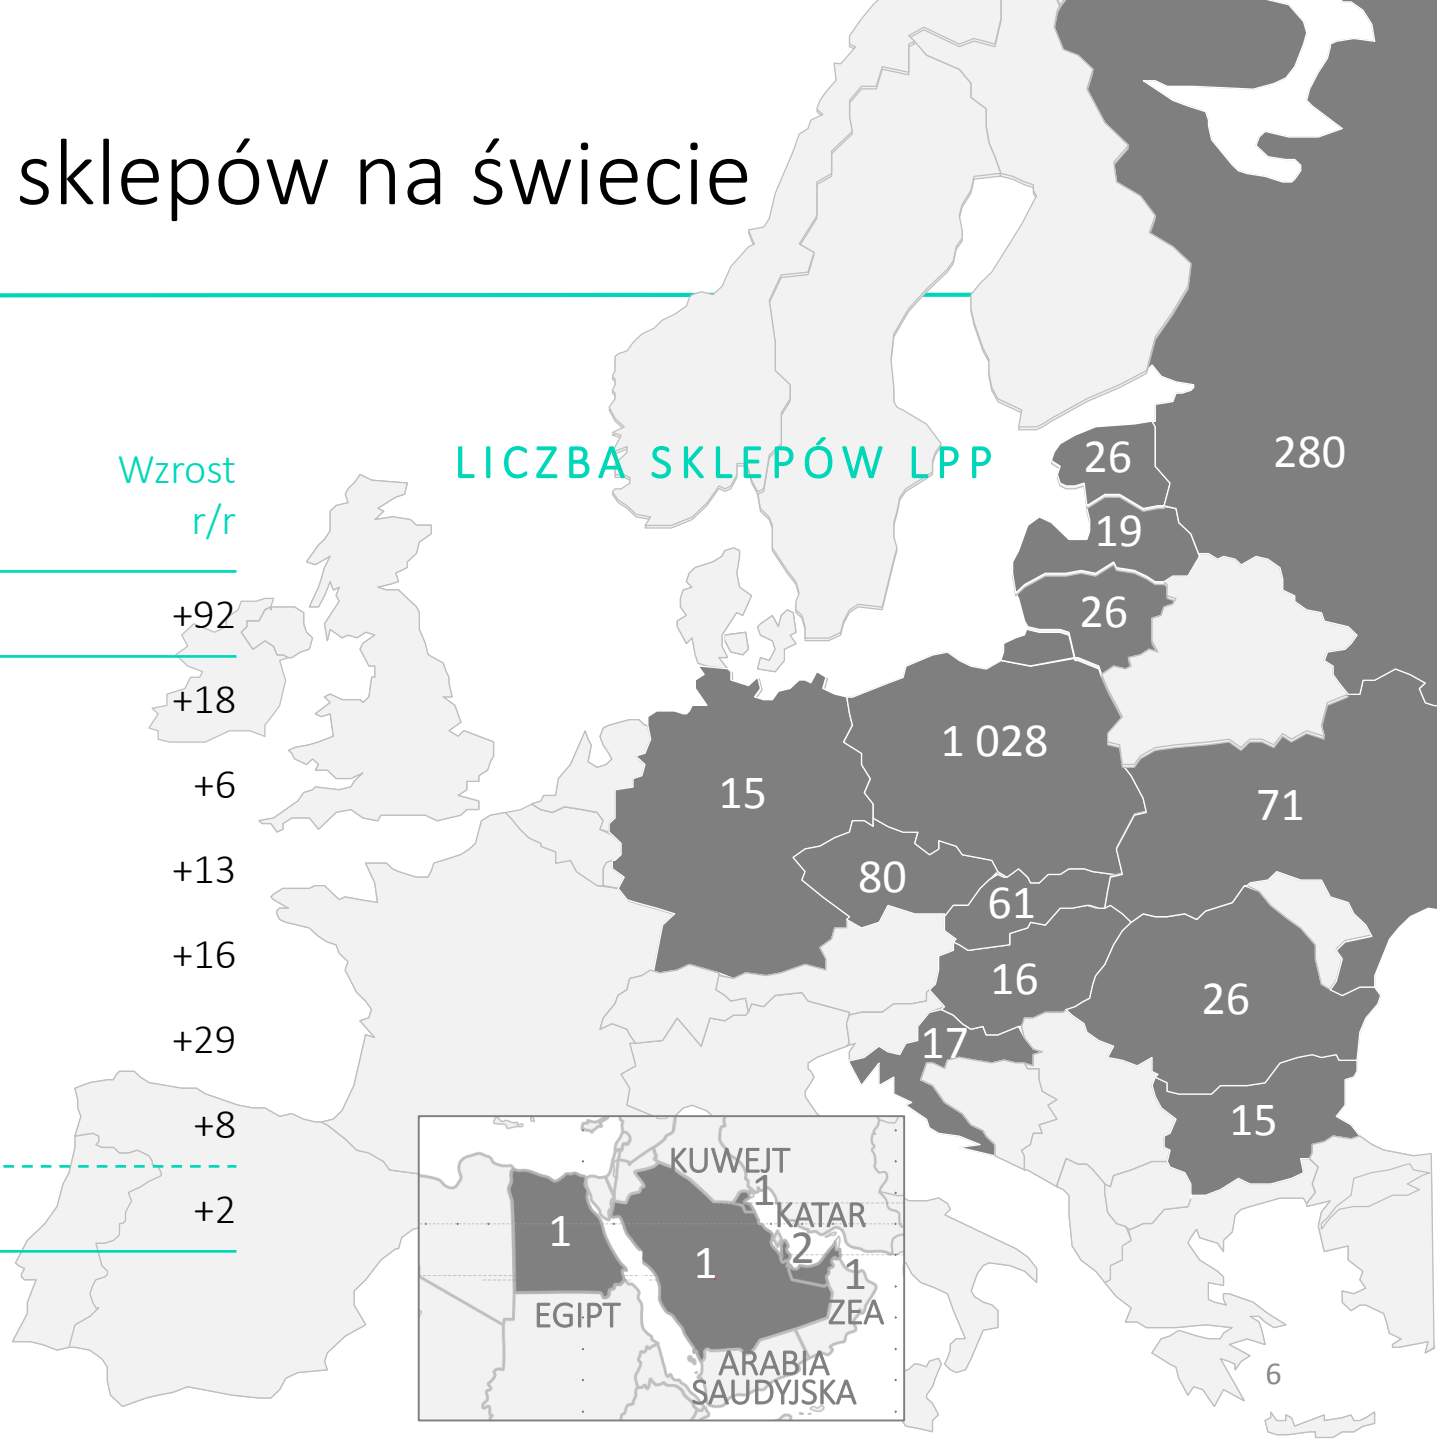 sklepów na świecie
LICZBA SKLEPÓW LPP
Wzrost
r/r
+92
+18
+6
+13
+16
+29
+8
+2
280
26
19
26
1 028
15
71
80
61
16
26
17
15
KUWEJT
1
KATAR
2
1
1
1
ZEA
EGIPT
ARABIA
SAUDYJSKA
6